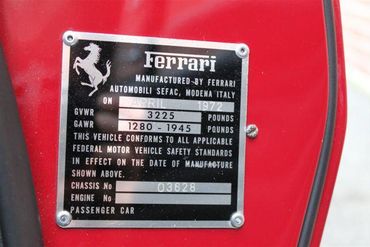 Ferrari
MANUFACTURED BY FERRARI
AUTOMOBILI SEFAC, MODENA ITALY
ON APRIL 1972
GVWR 3225 POUNDS
GAWR 1280 - 1945 POUNDS
THIS VEHICLE CONFORMS TO ALL APPLICABLE
FEDERAL MOTOR VEHICLE SAFETY STANDARDS
IN EFFECT ON THE DATE OF MANUFACTURE
SHOWN ABOVE.
CHASSIS No 03828
ENGINE No
PASSENGER CAR